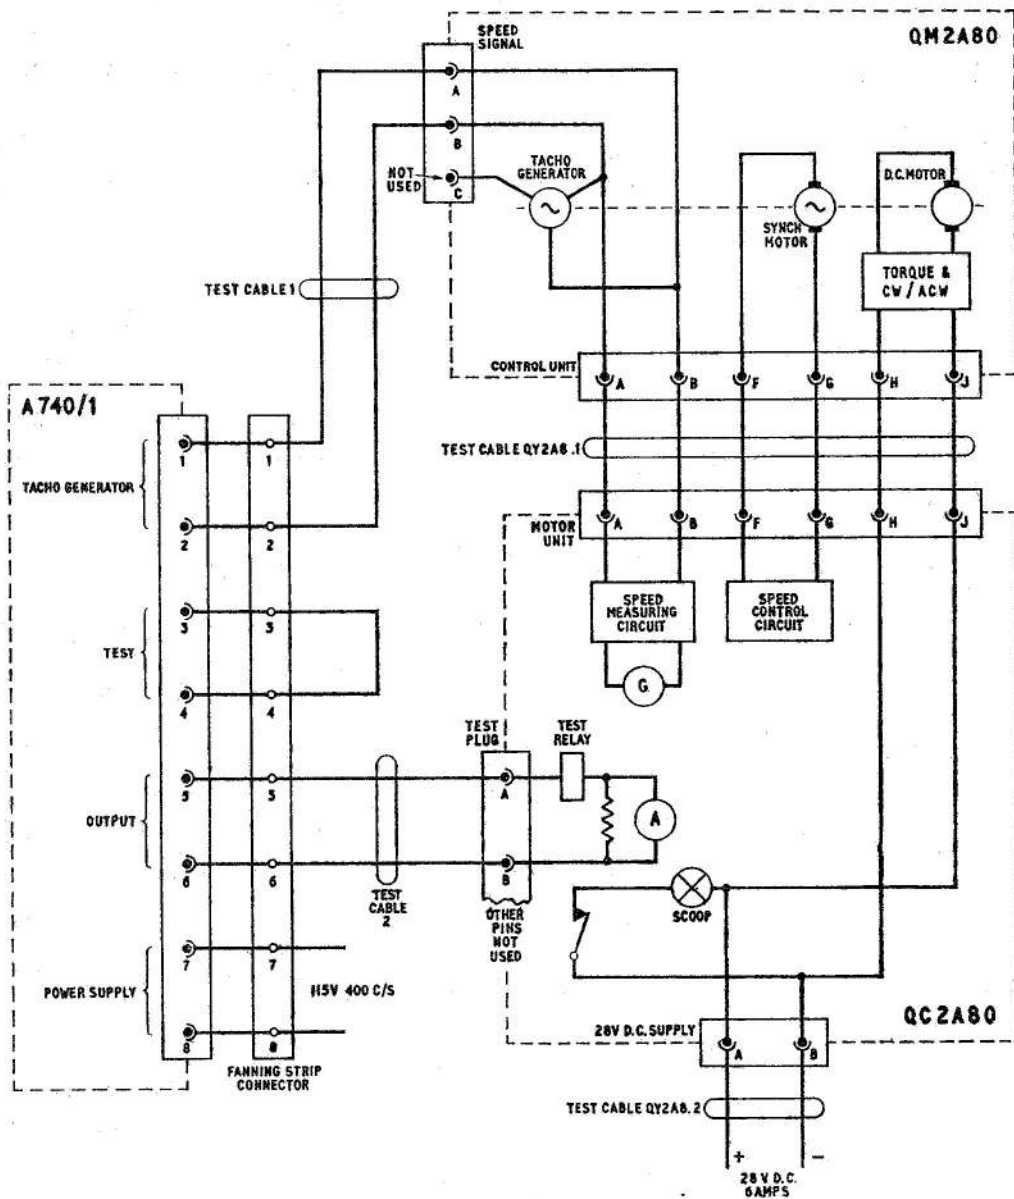 SPEED
SIGNAL
QM2A80
A
B
NOT
USED
C
TACHO
GENERATOR
D.C. MOTOR
SYNCH
MOTOR
TORQUE &
CW / ACW
TEST CABLE 1
CONTROL UNIT
A
B
F
G
H
J
A740/1
TEST CABLE QY2A8.1
1
1
TACHO GENERATOR
2
2
MOTOR
UNIT
A
B
F
G
H
J
SPEED
MEASURING
CIRCUIT
SPEED
CONTROL
CIRCUIT
3
3
TEST
4
4
G
TEST
PLUG
TEST
RELAY
5
5
A
OUTPUT
A
6
6
B
TEST
CABLE
2
OTHER
PINS
NOT
USED
SCOOP
7
7
POWER SUPPLY
115V 400 C/S
8
8
QC2A80
28V D.C. SUPPLY
A
B
FANNING STRIP
CONNECTOR
TEST CABLE QY2A8.2
+
−
28 V D.C.
6 AMPS